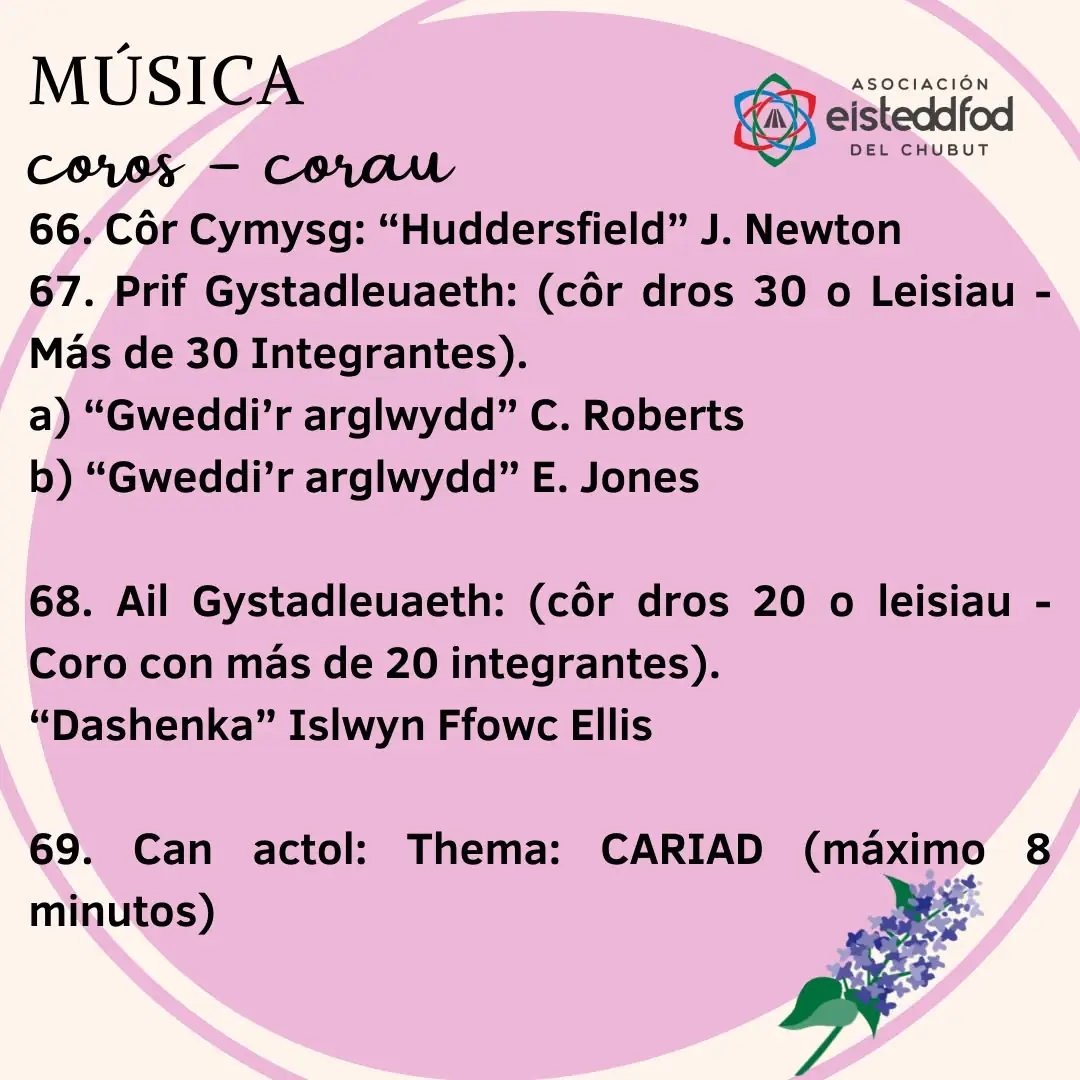 MÚSICA
ASOCIACIÓN
eisteddfod
DEL CHUBUT
coros - corau
66. Côr Cymysg: “Huddersfield” J. Newton
67. Prif Gystadleuaeth: (côr dros 30 o Leisiau -
Más de 30 Integrantes).
a) “Gweddi’r arglwydd” C. Roberts
b) “Gweddi’r arglwydd” E. Jones
68. Ail Gystadleuaeth: (côr dros 20 o leisiau -
Coro con más de 20 integrantes).
“Dashenka” Islwyn Ffowc Ellis
69. Can actol: Thema: CARIAD (máximo 8
minutos)